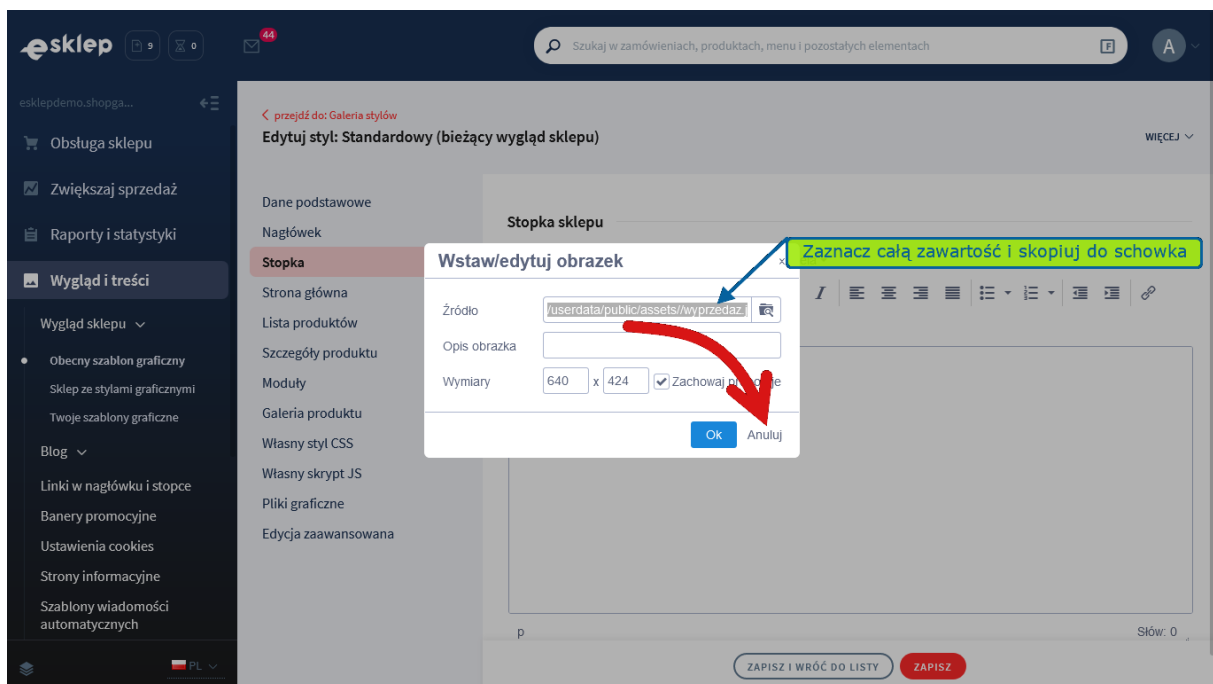 esklep
9
0
44
Szukaj w zamówieniach, produktach, menu i pozostałych elementach
F
A
esklepdemo.shopga...
Obsługa sklepu
Zwiększaj sprzedaż
Raporty i statystyki
Wygląd i treści
Wygląd sklepu
Obecny szablon graficzny
Sklep ze stylami graficznymi
Twoje szablony graficzne
Blog
Linki w nagłówku i stopce
Banery promocyjne
Ustawienia cookies
Strony informacyjne
Szablony wiadomości
automatycznych
PL
przejdź do: Galeria stylów
Edytuj styl: Standardowy (bieżący wygląd sklepu)
WIĘCEJ
Dane podstawowe
Nagłówek
Stopka
Strona główna
Lista produktów
Szczegóły produktu
Moduły
Galeria produktu
Własny styl CSS
Własny skrypt JS
Pliki graficzne
Edycja zaawansowana
Stopka sklepu
Zaznacz całą zawartość i skopiuj do schowka
Wstaw/edytuj obrazek
×
Źródło
/userdata/public/assets//wyprzedaz.
Opis obrazka
Wymiary
640 x 424
Zachowaj
Ok
Anuluj
I
p
Słów: 0
ZAPISZ I WRÓĆ DO LISTY
ZAPISZ